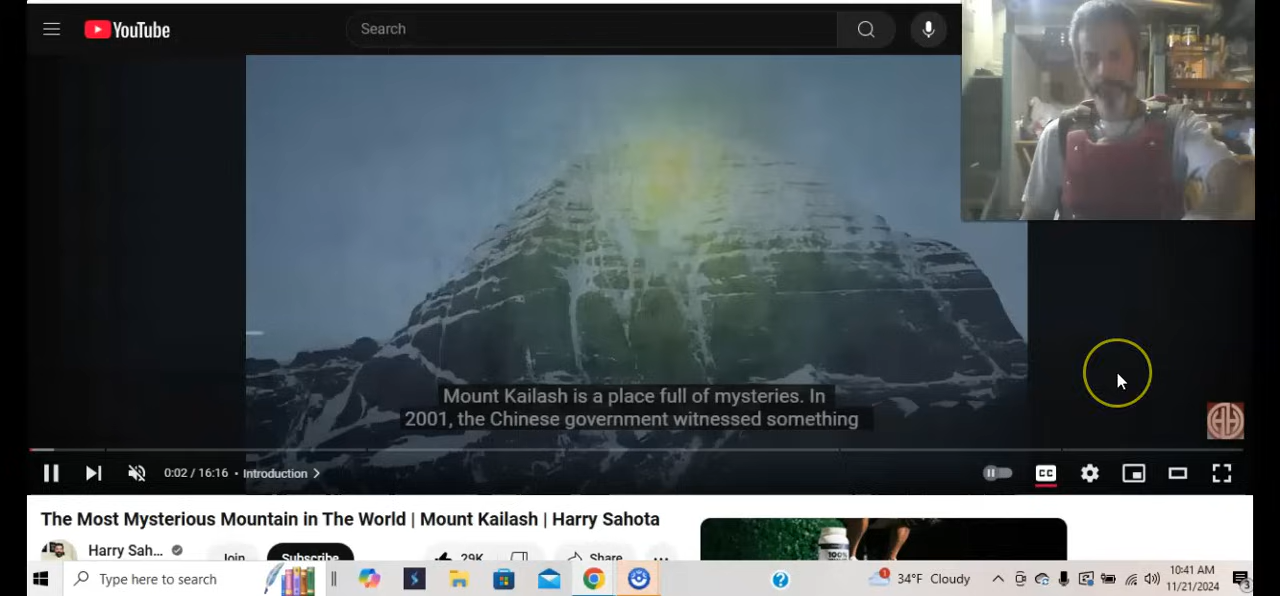 YouTube
Search
Mount Kailash is a place full of mysteries. In
2001, the Chinese government witnessed something
0:02 / 16:16 • Introduction >
CC
The Most Mysterious Mountain in The World | Mount Kailash | Harry Sahota
Harry Sah...
Join
Subscribe
29K
Share
100%
Type here to search
34°F Cloudy
10:41 AM
11/21/2024